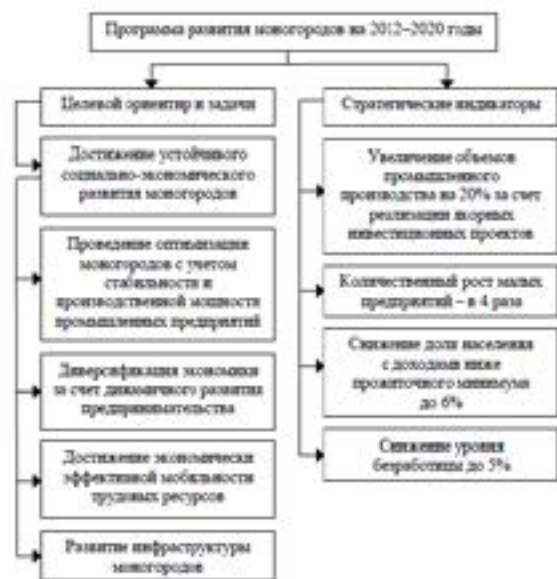 Программа развития моногородов на 2012–2020 годы
Целевой ориентир и задачи
Достижение устойчивого
социально-экономического
развития моногородов
Проведение оптимизации
моногородов с учетом
стабильности и
производственной мощности
промышленных предприятий
Диверсификация экономики
за счет динамичного развития
предпринимательства
Достижение экономически
эффективной мобильности
трудовых ресурсов
Развитие инфраструктуры
моногородов
Стратегические индикаторы
Увеличение объемов
промышленного
производства на 20% за счет
реализации якорных
инвестиционных проектов
Количественный рост малых
предприятий – в 4 раза
Снижение доли населения
с доходами ниже
прожиточного минимума
до 6%
Снижение уровня
безработицы до 5%